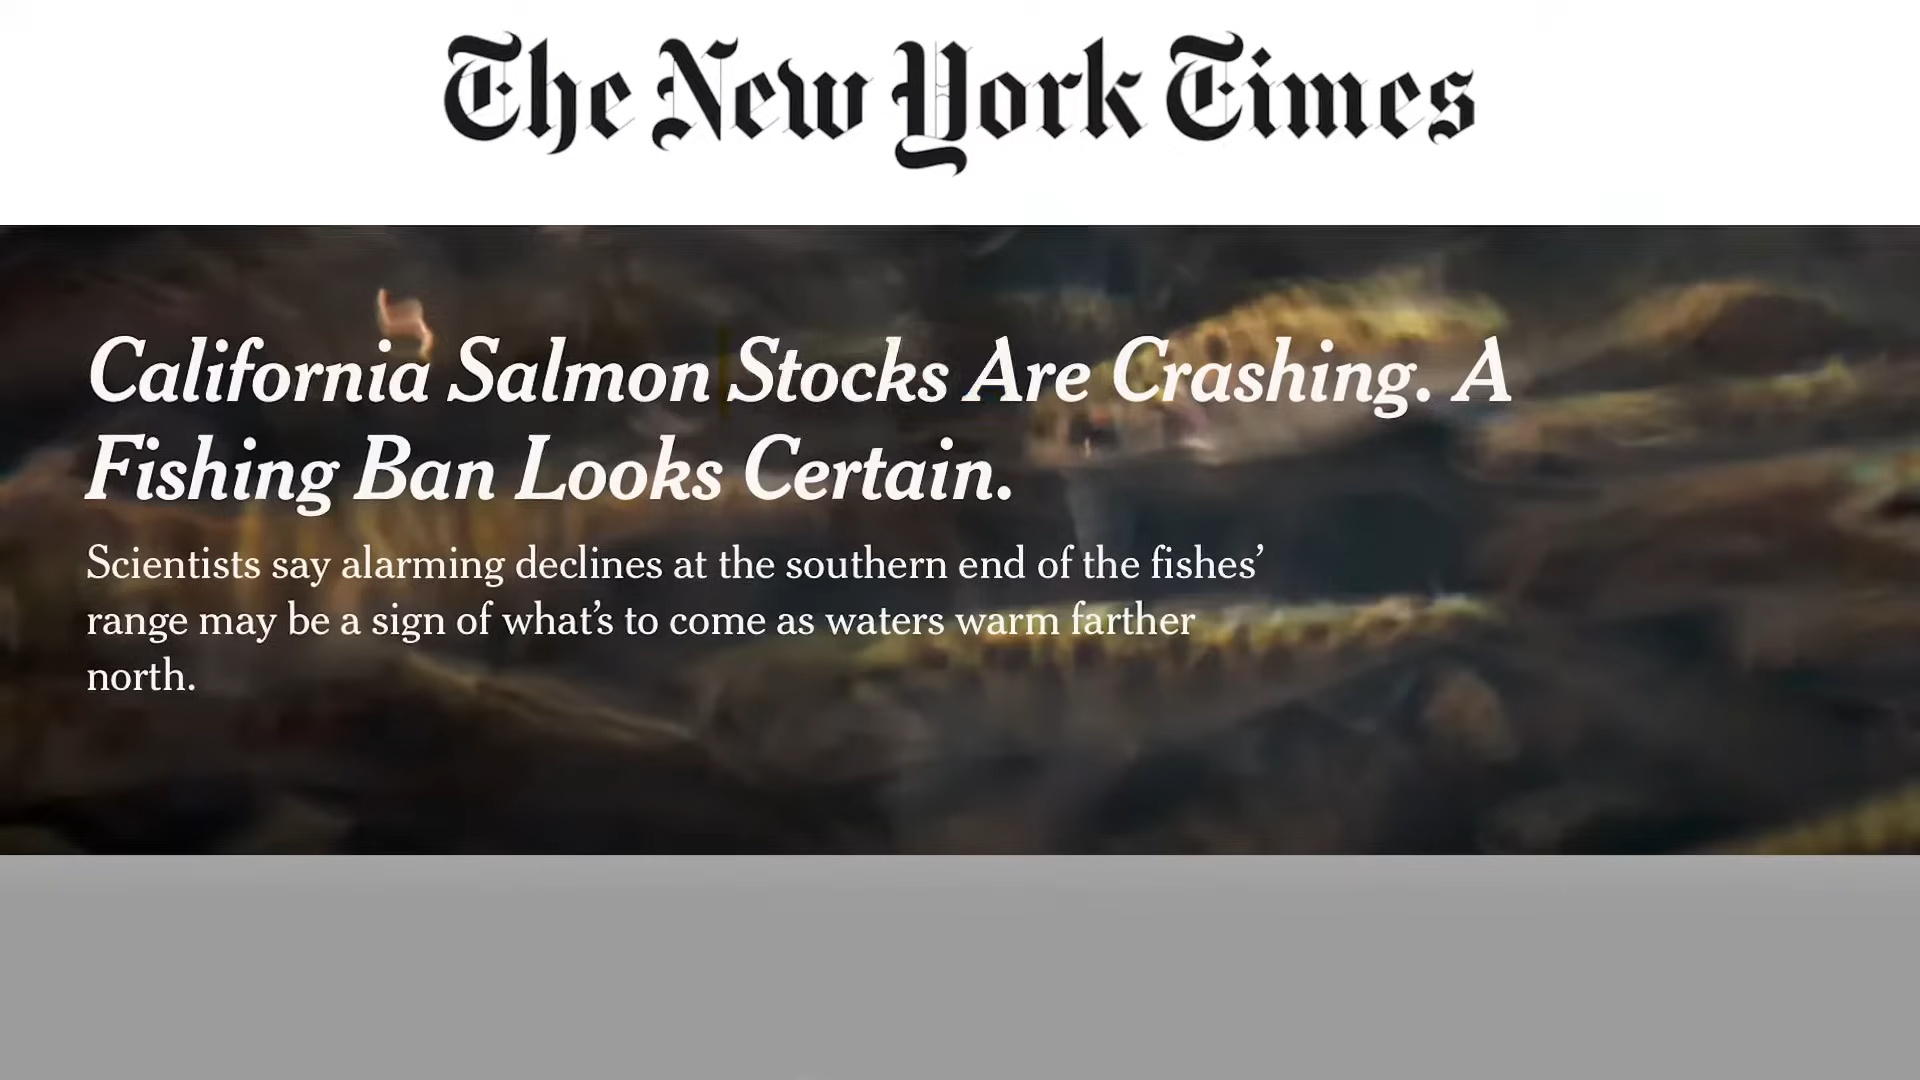 The New York Times
California Salmon Stocks Are Crashing. A
Fishing Ban Looks Certain.
Scientists say alarming declines at the southern end of the fishes’
range may be a sign of what’s to come as waters warm farther
north.